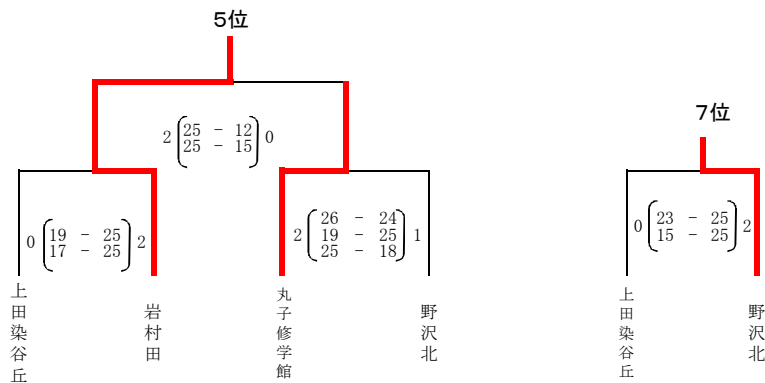 5位
7位
2 25 － 12 0
25 － 15
0 19 － 25 2
17 － 25
2 26 － 24 1
19 － 25
25 － 18
0 23 － 25 2
15 － 25
上田染谷丘
岩村田
丸子修学館
野沢北
上田染谷丘
野沢北